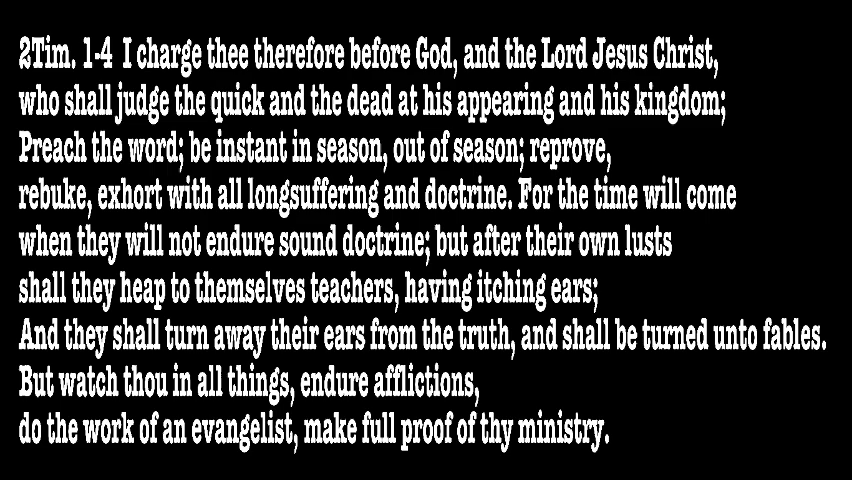 2Tim. 1-4 I charge thee therefore before God, and the Lord Jesus Christ,
who shall judge the quick and the dead at his appearing and his kingdom;
Preach the word; be instant in season, out of season; reprove,
rebuke, exhort with all longsuffering and doctrine. For the time will come
when they will not endure sound doctrine; but after their own lusts
shall they heap to themselves teachers, having itching ears;
And they shall turn away their ears from the truth, and shall be turned unto fables.
But watch thou in all things, endure afflictions,
do the work of an evangelist, make full proof of thy ministry.